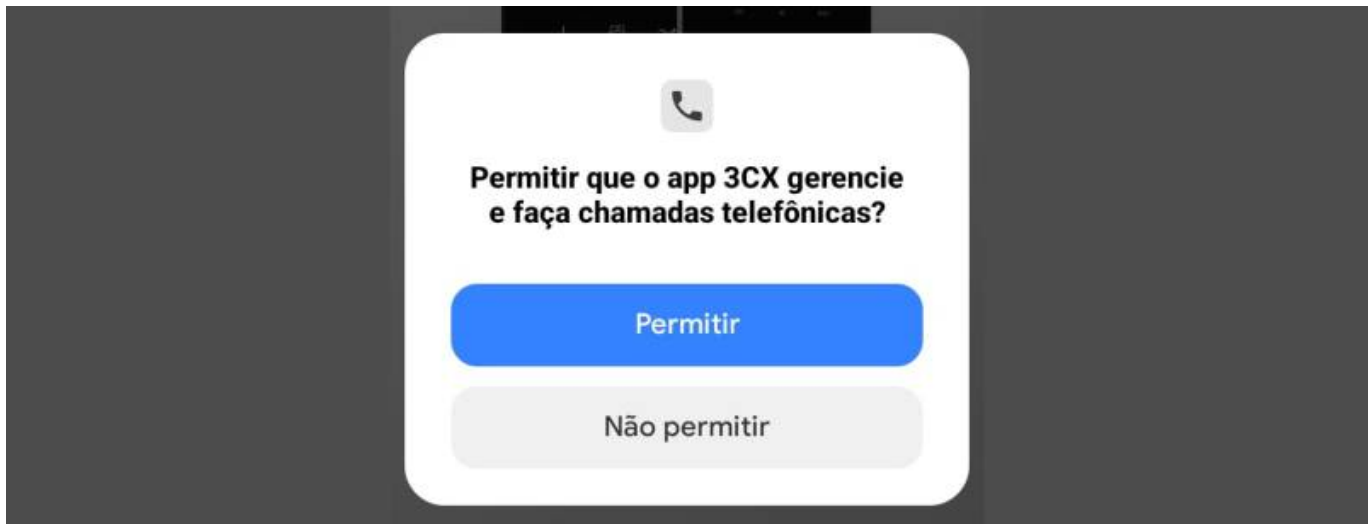 Permitir que o app 3CX gerencie
e faça chamadas telefônicas?
Permitir
Não permitir